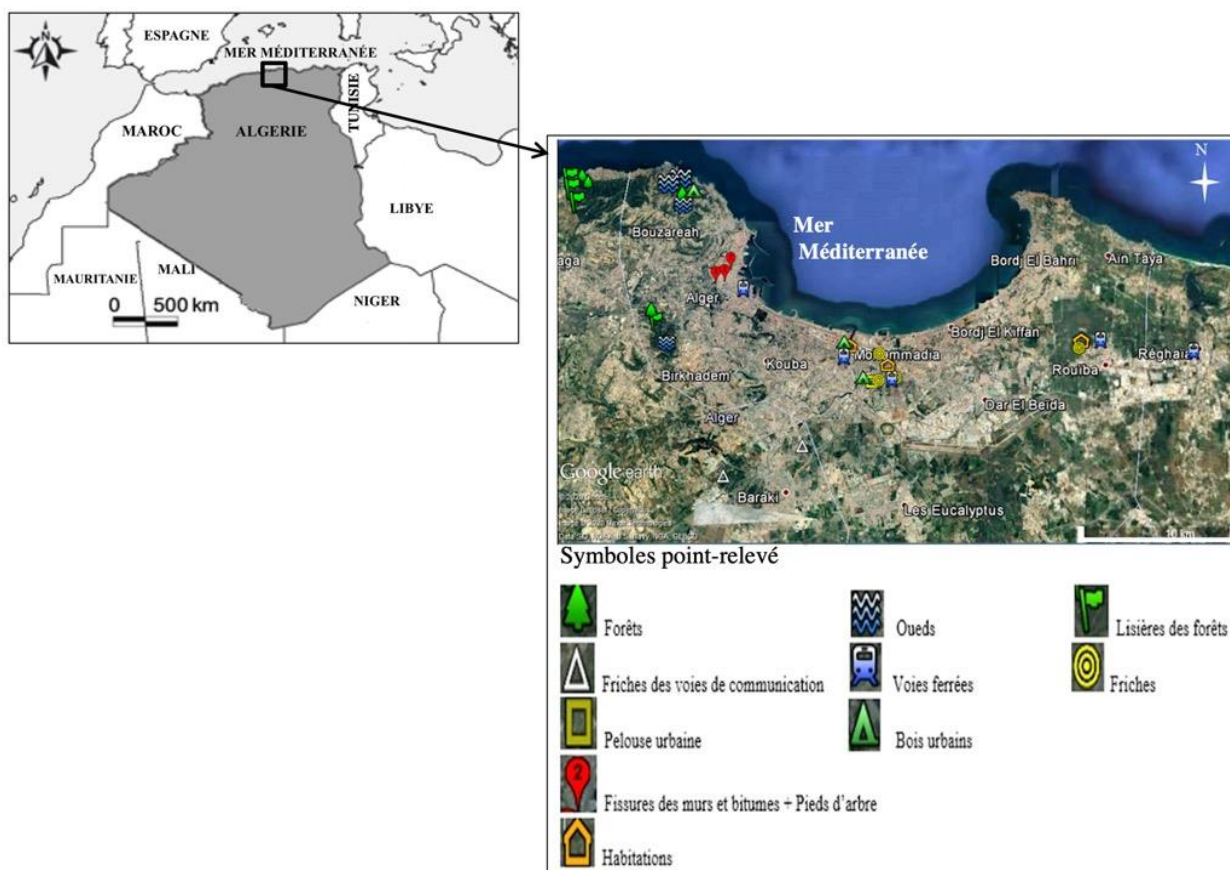 ESPAGNE
MER MÉDITERRANÉE
TUNISIE
MAROC
ALGERIE
LIBYE
MAURITANIE
MALI
NIGER
0 500 km
N
Mer
Méditerranée
Bouzareah
Bordj El Bahri
Ain Taya
Alger
Bordj El Kiffan
Kouba
Rouiba
Réghaia
Birkhadem
Dar El Beïda
Alger
Google earth
Baraki
Les Eucalyptus
10 km
Symboles point-relevé
Forêts
Oueds
Lisières des forêts
Friches des voies de communication
Voies ferrées
Friches
Pelouse urbaine
Bois urbains
2
Fissures des murs et bitumes + Pieds d'arbre
Habitations